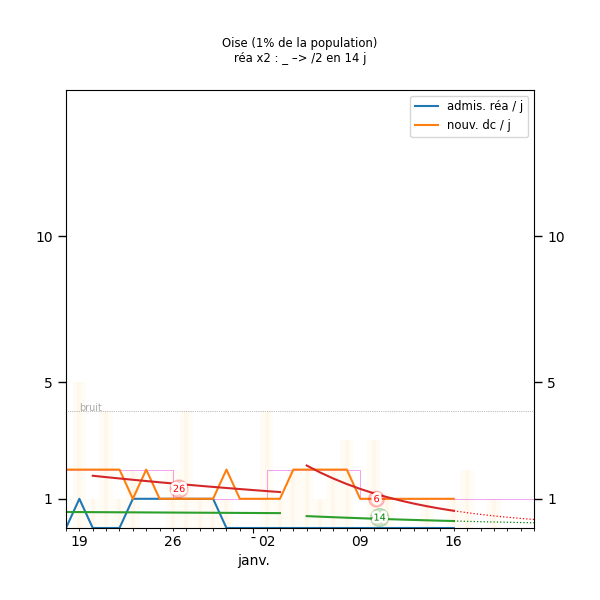 Oise (1% de la population)
réa x2 : _ –> /2 en 14 j
admis. réa / j
nouv. dc / j
10 10
5 5
bruit
-26
-6
-14
1 1
19 26 - 02 09 16
janv.